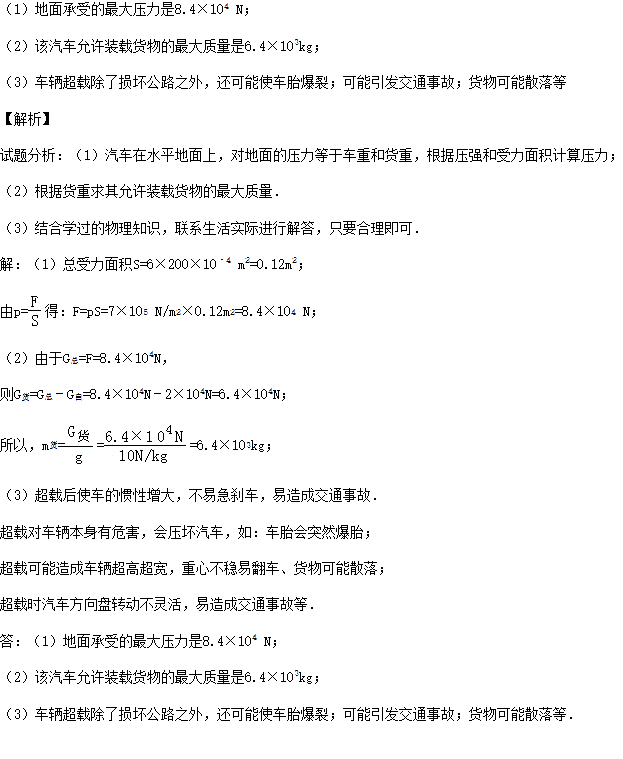 （1）地面承受的最大压力是8.4×10⁴ N；
（2）该汽车允许装载货物的最大质量是6.4×10³kg；
（3）车辆超载除了损坏公路之外，还可能使车胎爆裂；可能引发交通事故；货物可能散落等
【解析】
试题分析：（1）汽车在水平地面上，对地面的压力等于车重和货重，根据压强和受力面积计算压力；
（2）根据货重求其允许装载货物的最大质量．
（3）结合学过的物理知识，联系生活实际进行解答，只要合理即可．
解：（1）总受力面积S=6×200×10⁻⁴ m²=0.12m²；
由p=F/S得：F=pS=7×10⁵ N/m²×0.12m²=8.4×10⁴ N；
（2）由于G总=F=8.4×10⁴N，
则G货=G总﹣G自=8.4×10⁴N﹣2×10⁴N=6.4×10⁴N；
所以，m货=G货/g=6.4×10⁴N/10N/kg=6.4×10³kg；
（3）超载后使车的惯性增大，不易急刹车，易造成交通事故．
超载对车辆本身有危害，会压坏汽车，如：车胎会突然爆胎；
超载可能造成车辆超高超宽，重心不稳易翻车、货物可能散落；
超载时汽车方向盘转动不灵活，易造成交通事故等．
答：（1）地面承受的最大压力是8.4×10⁴ N；
（2）该汽车允许装载货物的最大质量是6.4×10³kg；
（3）车辆超载除了损坏公路之外，还可能使车胎爆裂；可能引发交通事故；货物可能散落等．